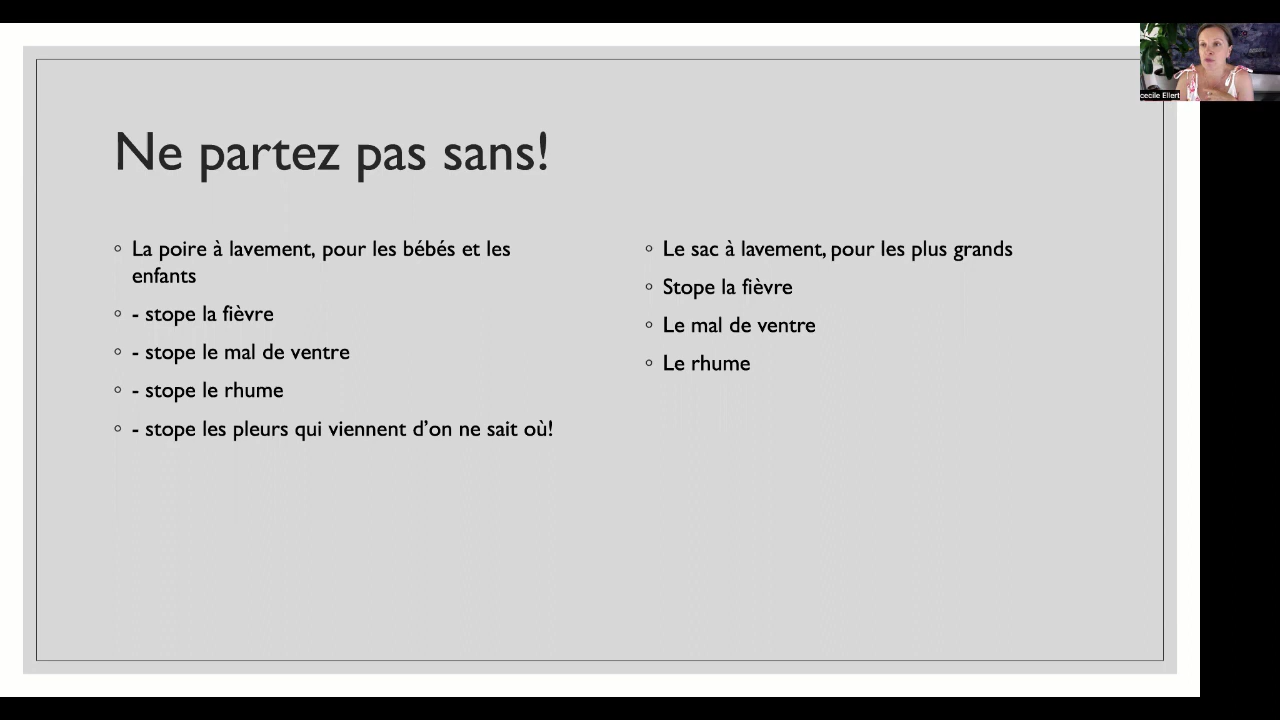 Ne partez pas sans!
La poire à lavement, pour les bébés et les
enfants
- stope la fièvre
- stope le mal de ventre
- stope le rhume
- stope les pleurs qui viennent d’on ne sait où!
Le sac à lavement, pour les plus grands
Stope la fièvre
Le mal de ventre
Le rhume
cecile Ellert